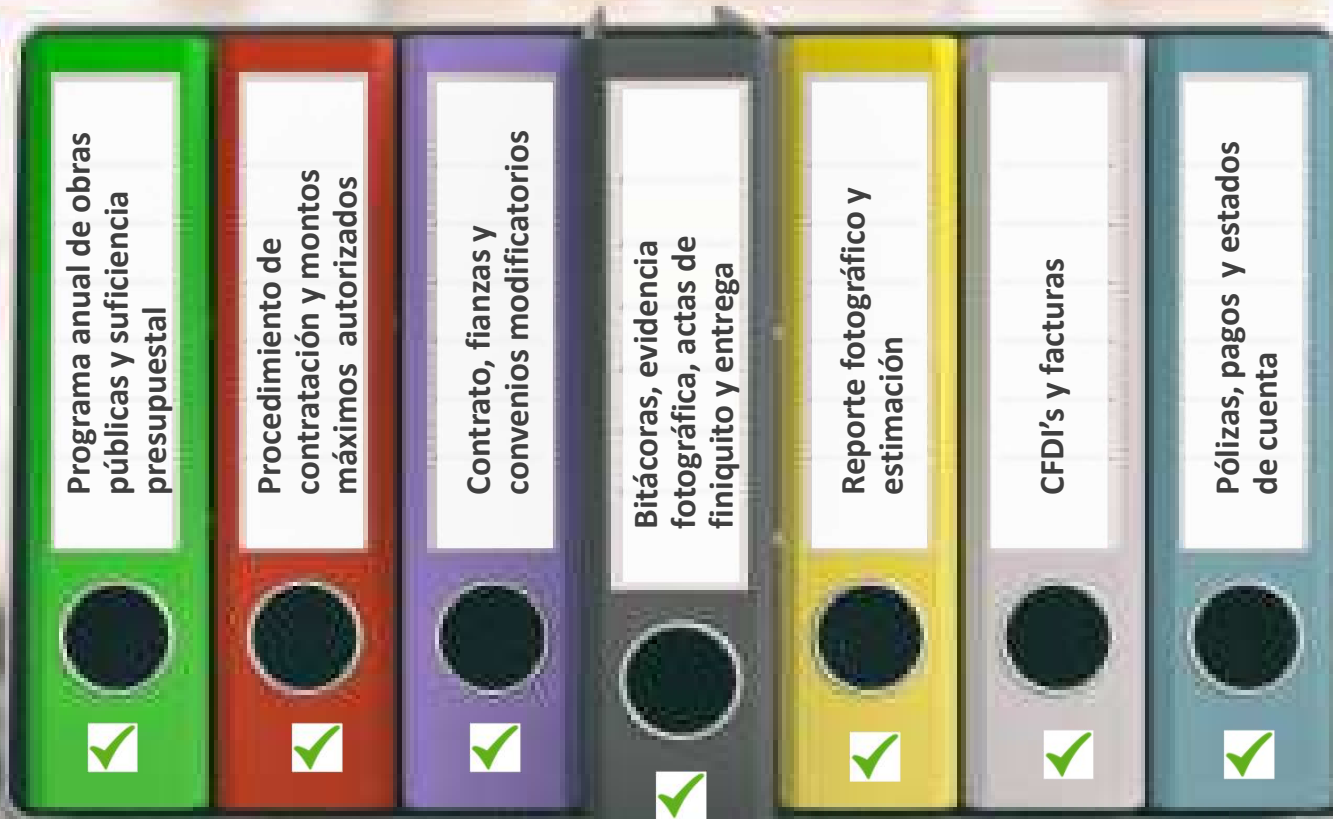 Programa anual de obras
públicas y suficiencia
presupuestal
Procedimiento de
contratación y montos
máximos  autorizados
Contrato, fianzas y
convenios modificatorios
Bitácoras, evidencia
fotográfica, actas de
finiquito y entrega
Reporte fotográfico y
estimación
CFDI’s y facturas
Pólizas, pagos  y estados
de cuenta